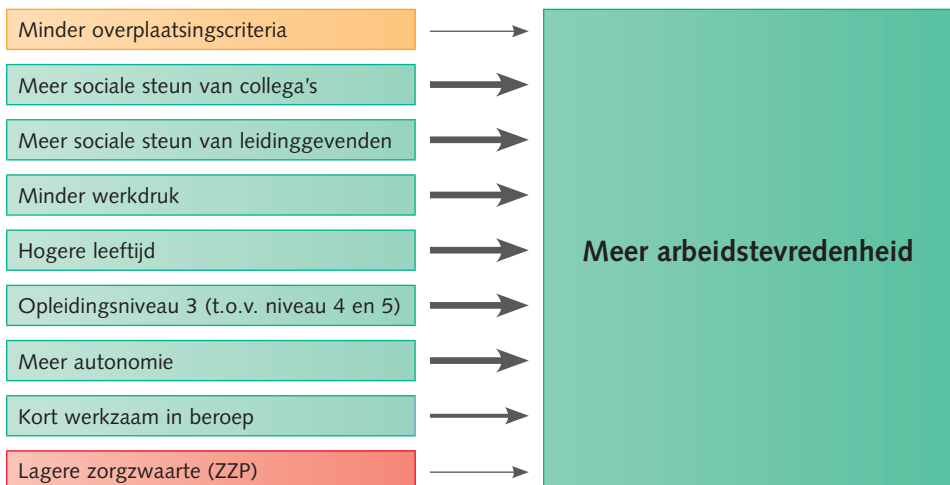 Minder overplaatsingscriteria
Meer sociale steun van collega's
Meer sociale steun van leidinggevenden
Minder werkdruk
Hogere leeftijd
Opleidingsniveau 3 (t.o.v. niveau 4 en 5)
Meer autonomie
Kort werkzaam in beroep
Lagere zorgzwaarte (ZZP)
Meer arbeidstevredenheid